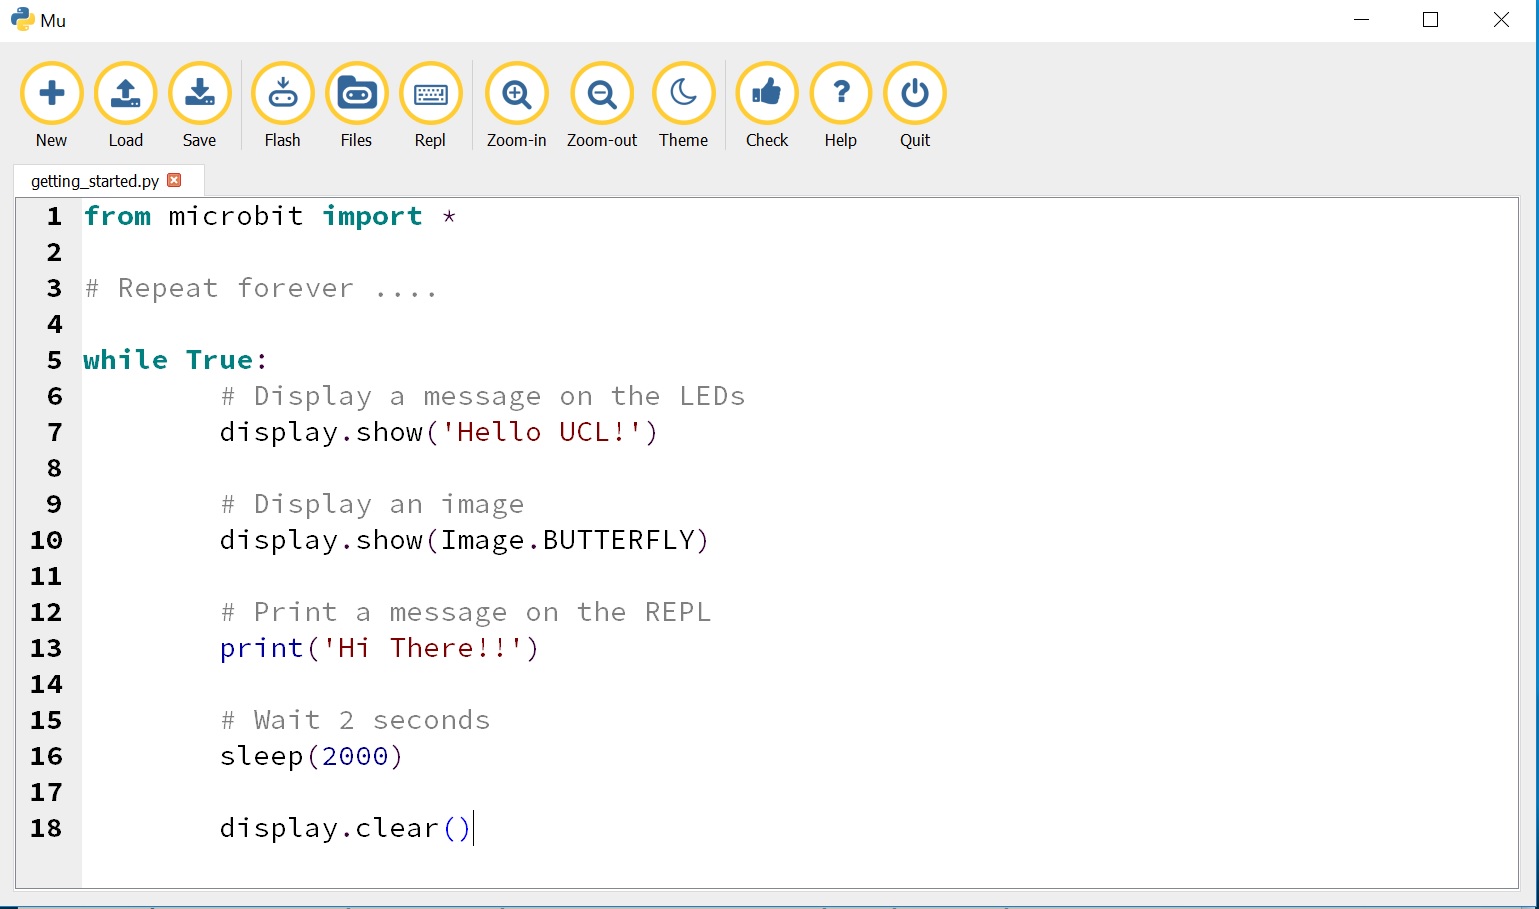 Mu
New Load Save Flash Files Repl Zoom-in Zoom-out Theme Check Help Quit
getting_started.py
1 from microbit import *
2
3 # Repeat forever ....
4
5 while True:
6 # Display a message on the LEDs
7 display.show('Hello UCL!')
8
9 # Display an image
10 display.show(Image.BUTTERFLY)
11
12 # Print a message on the REPL
13 print('Hi There!!!')
14
15 # Wait 2 seconds
16 sleep(2000)
17
18 display.clear()